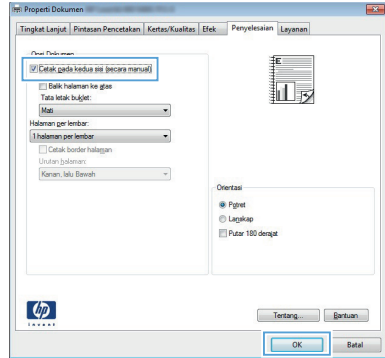 Properti Dokumen
Tingkat Lanjut Pintasan Pencetakan Kertas/Kualitas Efek Penyelesaian Layanan
Opsi Dokumen
Cetak pada kedua sisi (secara manual)
Balik halaman ke atas
Tata letak buklet:
Mati
Halaman per lembar:
1 halaman per lembar
Cetak border halaman
Urutan halaman:
Kanan, lalu Bawah
Orientasi
Potret
Lanskap
Putar 180 derajat
hp
invent
Tentang... Bantuan
OK Batal